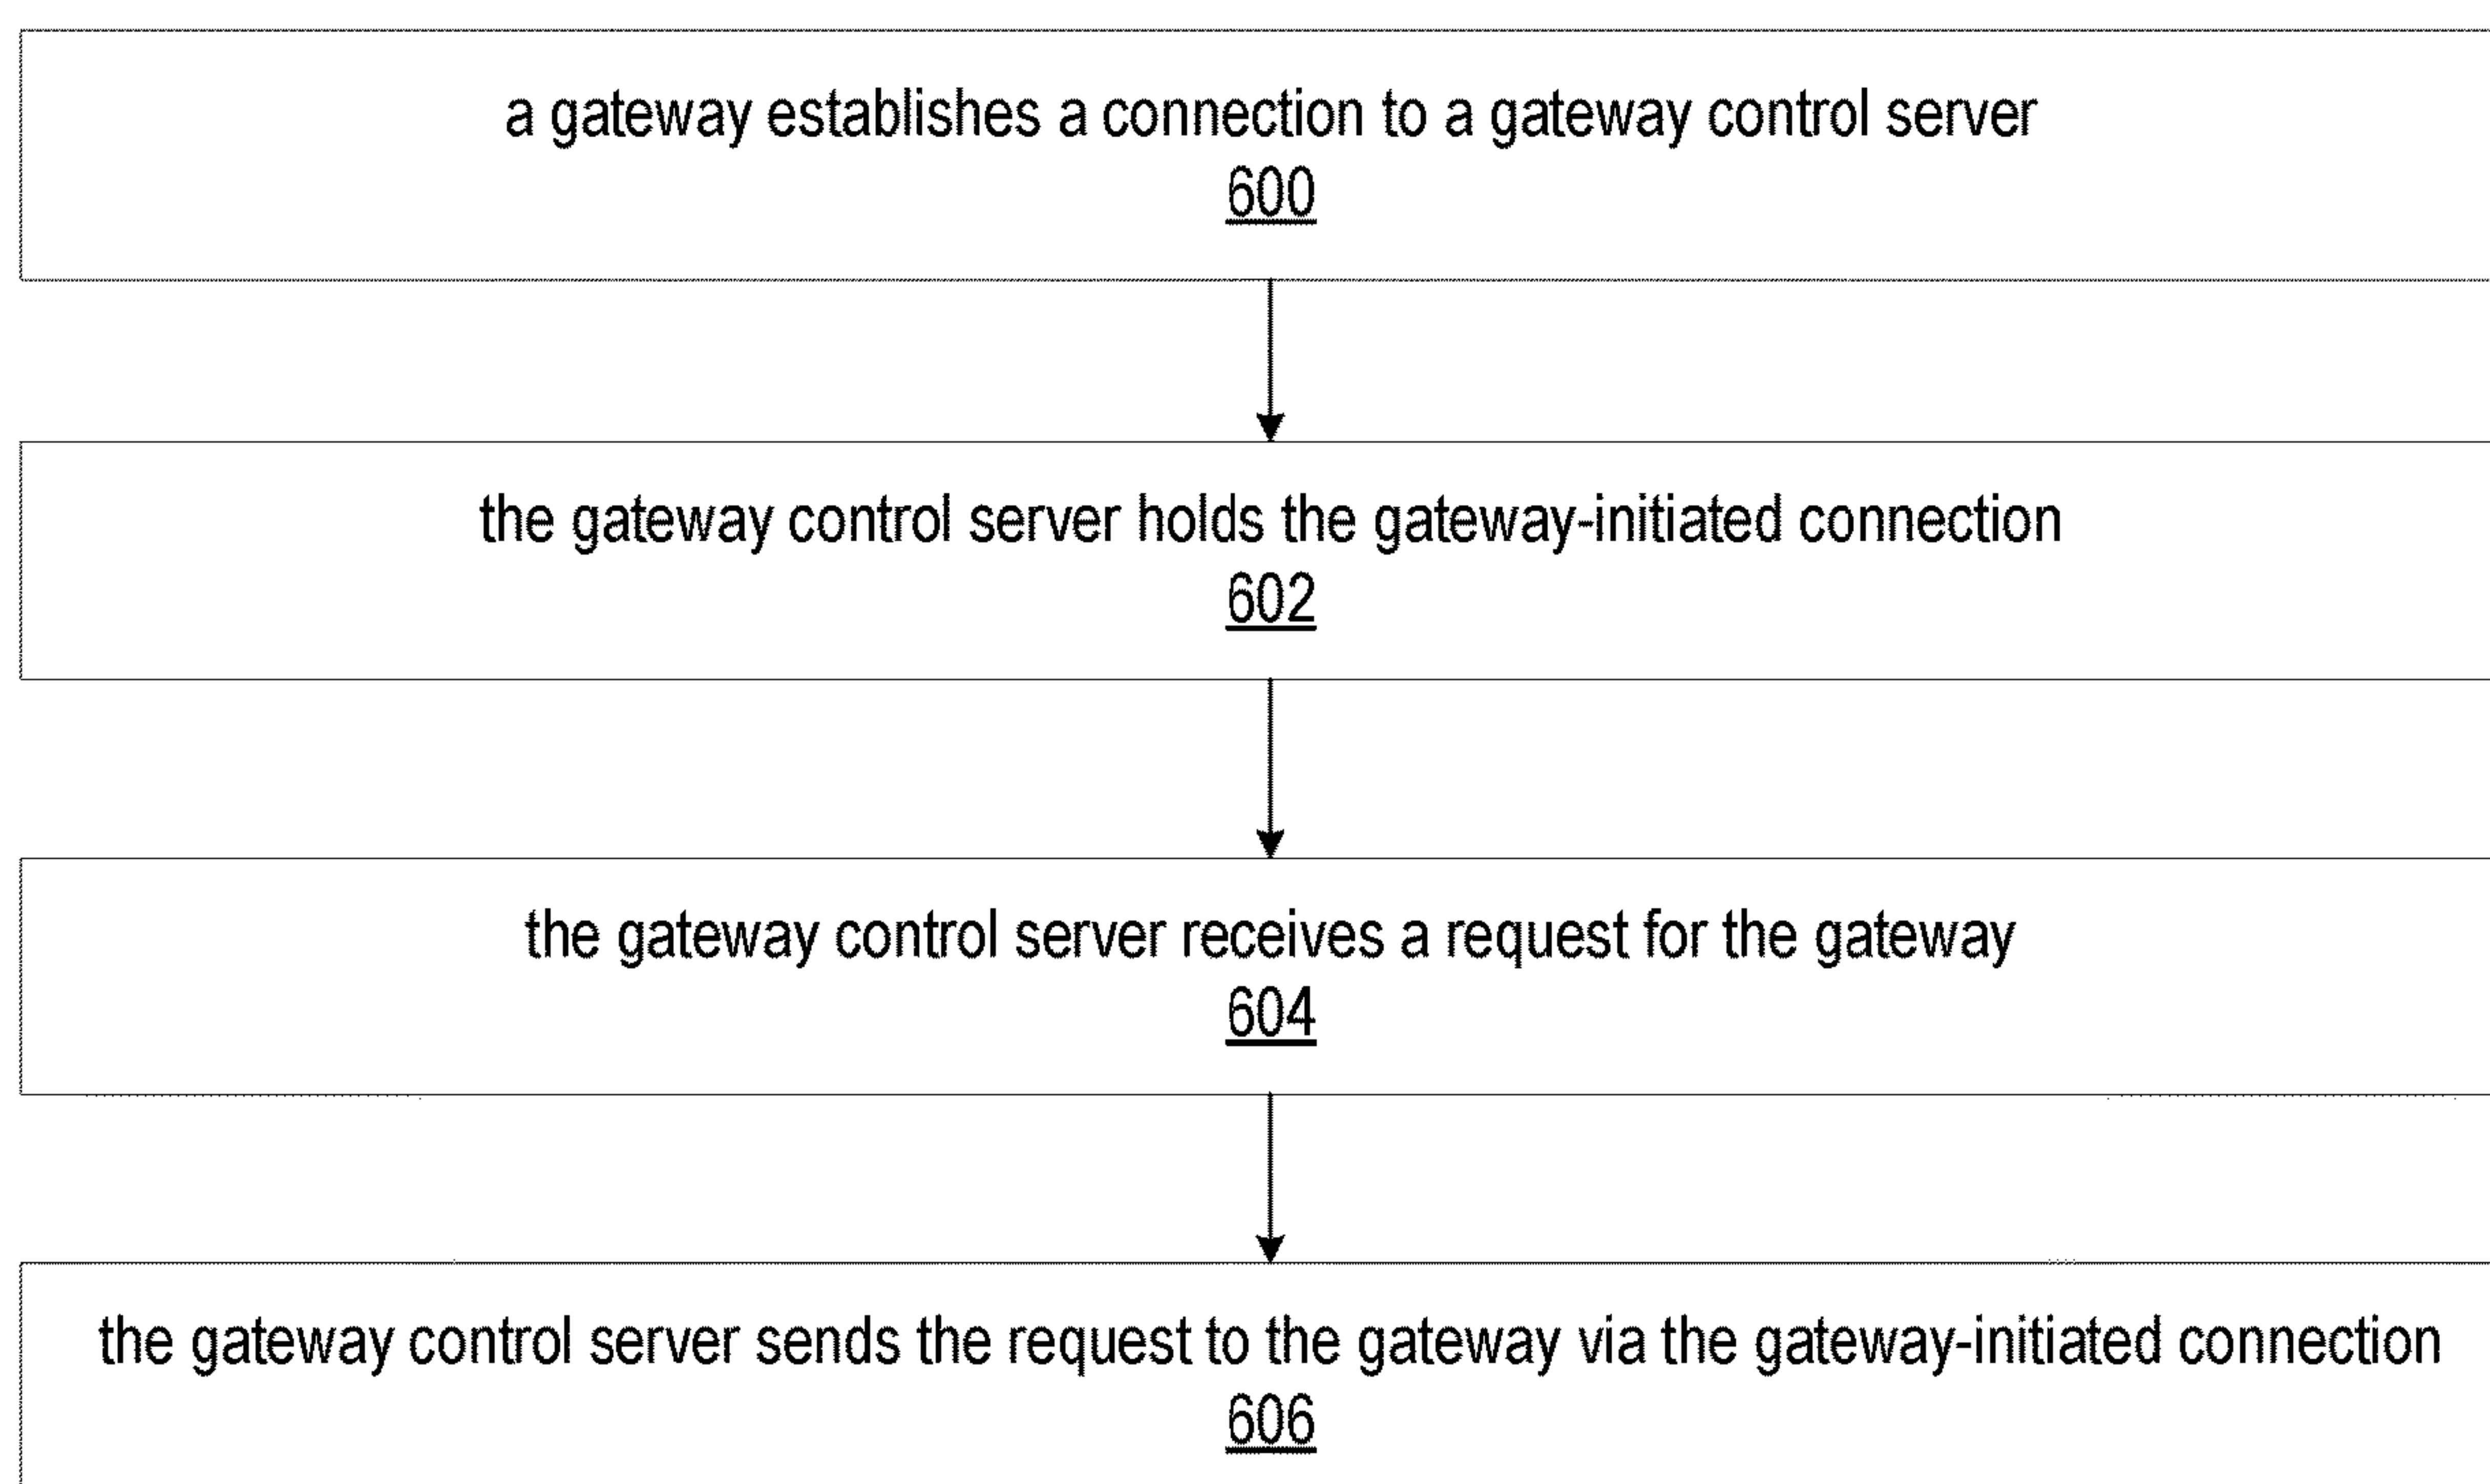 a gateway establishes a connection to a gateway control server
600
the gateway control server holds the gateway-initiated connection
602
the gateway control server receives a request for the gateway
604
the gateway control server sends the request to the gateway via the gateway-initiated connection
606